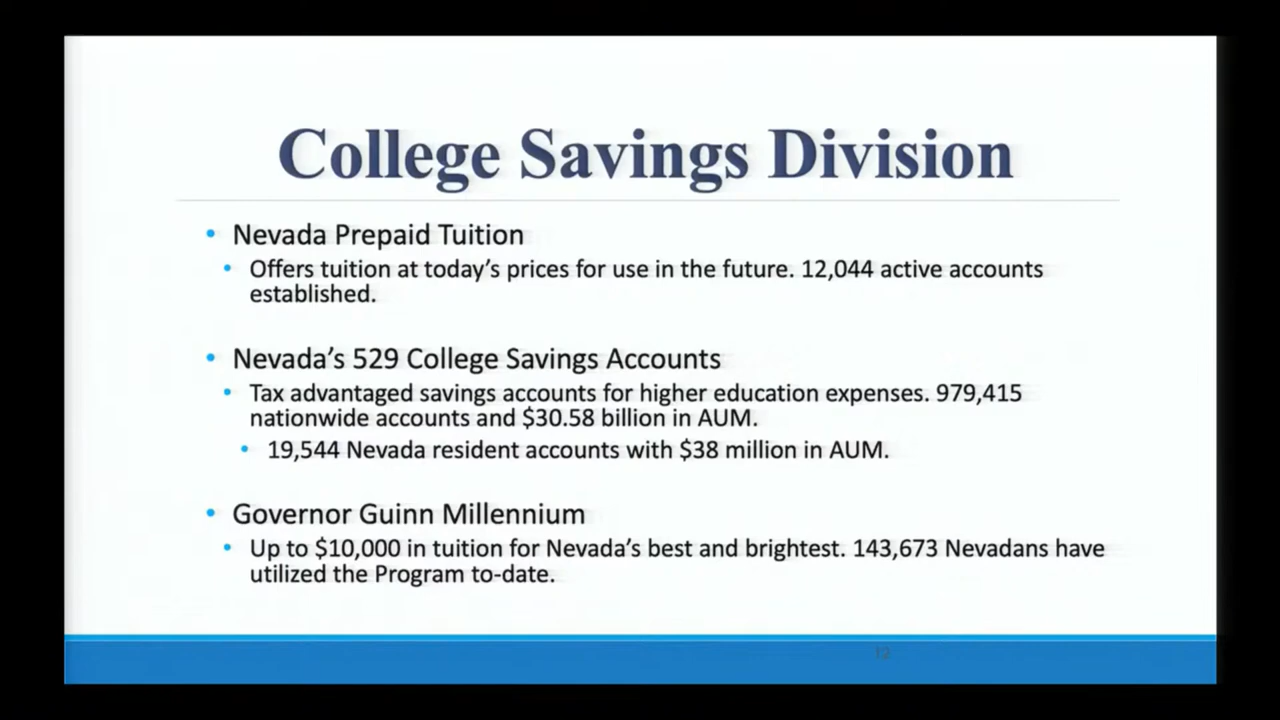 College Savings Division
• Nevada Prepaid Tuition
• Offers tuition at today’s prices for use in the future. 12,044 active accounts
established.
• Nevada’s 529 College Savings Accounts
• Tax advantaged savings accounts for higher education expenses. 979,415
nationwide accounts and $30.58 billion in AUM.
• 19,544 Nevada resident accounts with $38 million in AUM.
• Governor Guinn Millennium
• Up to $10,000 in tuition for Nevada’s best and brightest. 143,673 Nevadans have
utilized the Program to-date.
12